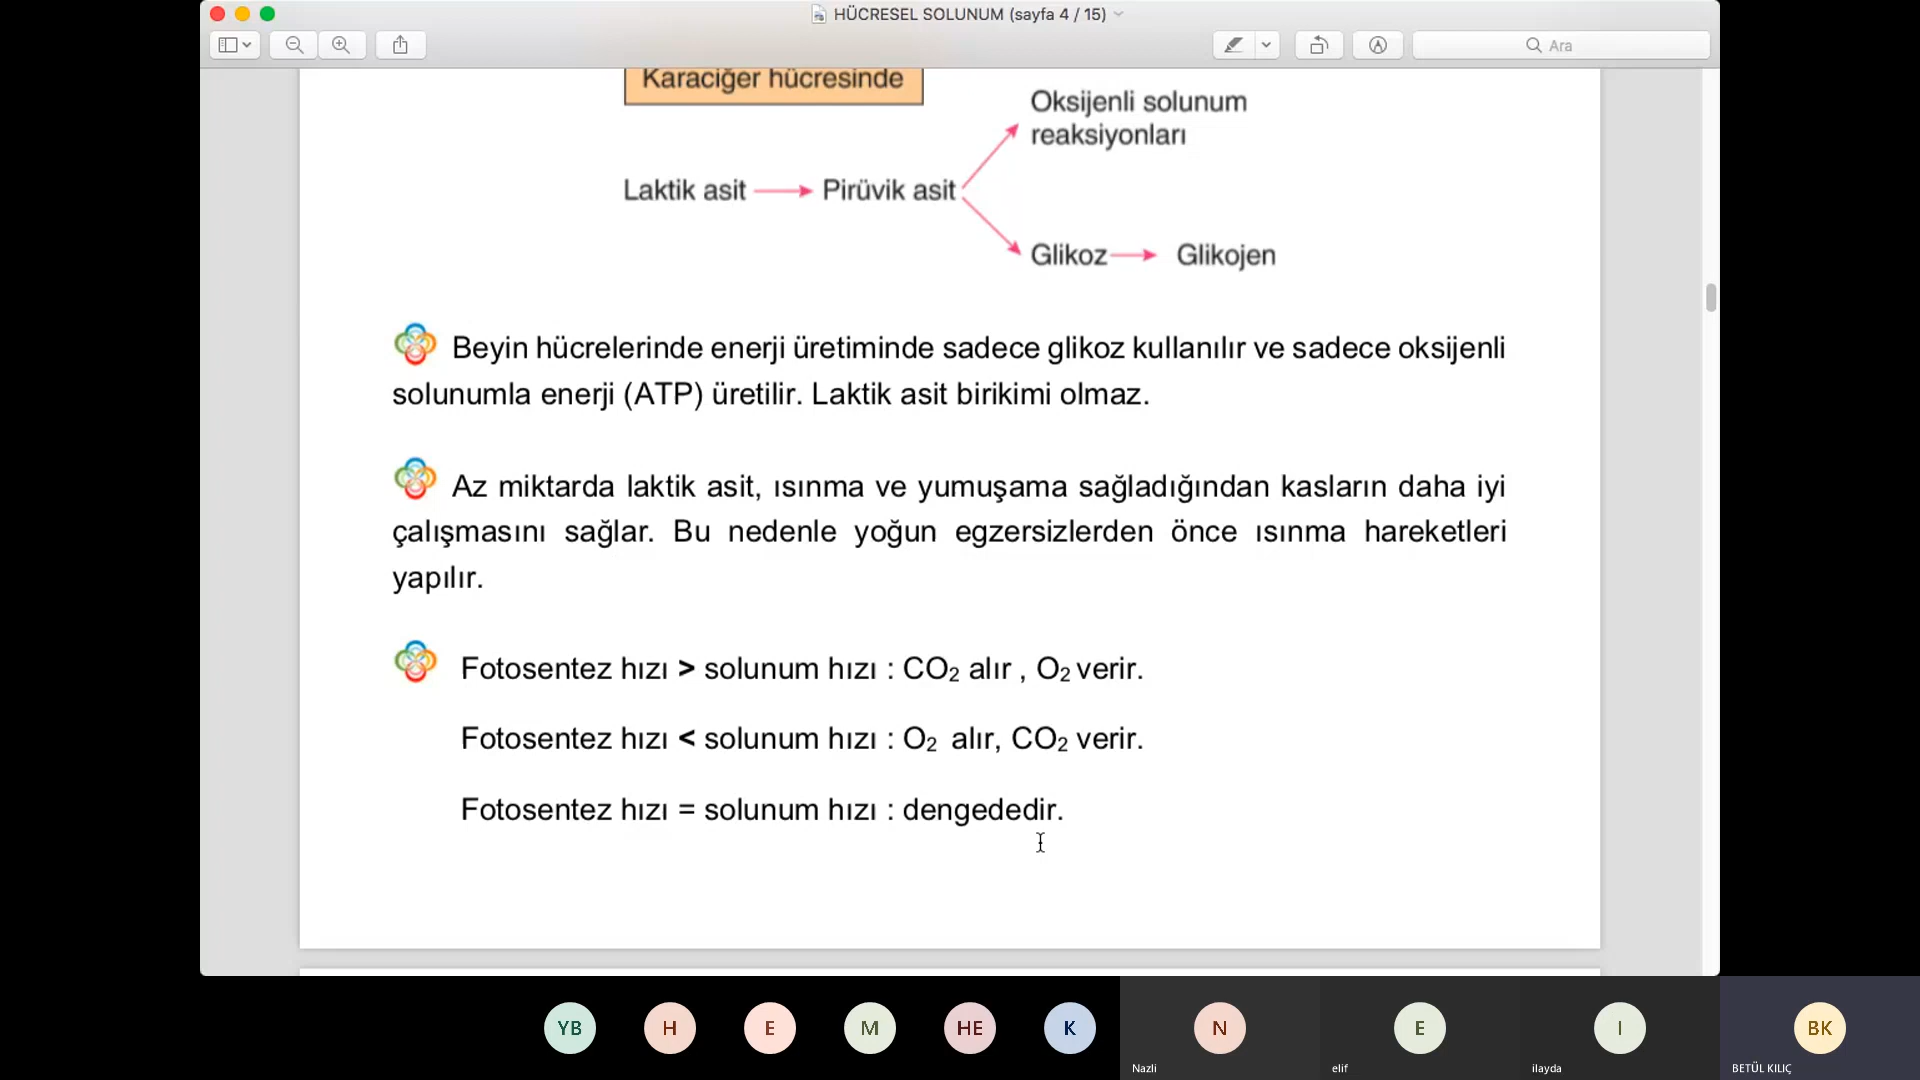 HÜCRESEL SOLUNUM (sayfa 4 / 15)
Ara
Karaciğer hücresinde
Oksijenli solunum
reaksiyonları
Laktik asit
Pirüvik asit
Glikoz
Glikojen
Beyin hücrelerinde enerji üretiminde sadece glikoz kullanılır ve sadece oksijenli
solunumla enerji (ATP) üretilir. Laktik asit birikimi olmaz.
Az miktarda laktik asit, ısınma ve yumuşama sağladığından kasların daha iyi
çalışmasını sağlar. Bu nedenle yoğun egzersizlerden önce ısınma hareketleri
yapılır.
Fotosentez hızı > solunum hızı : CO₂ alır , O₂ verir.
Fotosentez hızı < solunum hızı : O₂ alır, CO₂ verir.
Fotosentez hızı = solunum hızı : dengededir.
YB
H
E
M
HE
K
N
E
I
BK
Nazli
elif
ilayda
BETÜL KILIÇ